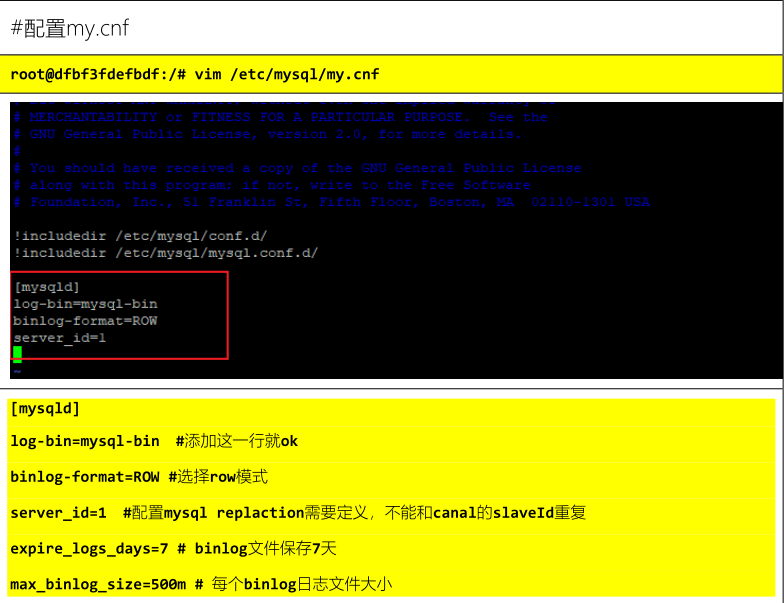 #配置my.cnf
root@dfbf3fdefbdf:/# vim /etc/mysql/my.cnf
# MERCHANTABILITY or FITNESS FOR A PARTICULAR PURPOSE.  See the
# GNU General Public License, version 2.0, for more details.
#
# You should have received a copy of the GNU General Public License
# along with this program; if not, write to the Free Software
# Foundation, Inc., 51 Franklin St, Fifth Floor, Boston, MA  02110-1301 USA
!includedir /etc/mysql/conf.d/
!includedir /etc/mysql/mysql.conf.d/
[mysqld]
log-bin=mysql-bin
binlog-format=ROW
server_id=1
~
[mysqld]
log-bin=mysql-bin  #添加这一行就ok
binlog-format=ROW #选择row模式
server_id=1  #配置mysql replaction需要定义，不能和canal的slaveId重复
expire_logs_days=7 # binlog文件保存7天
max_binlog_size=500m # 每个binlog日志文件大小